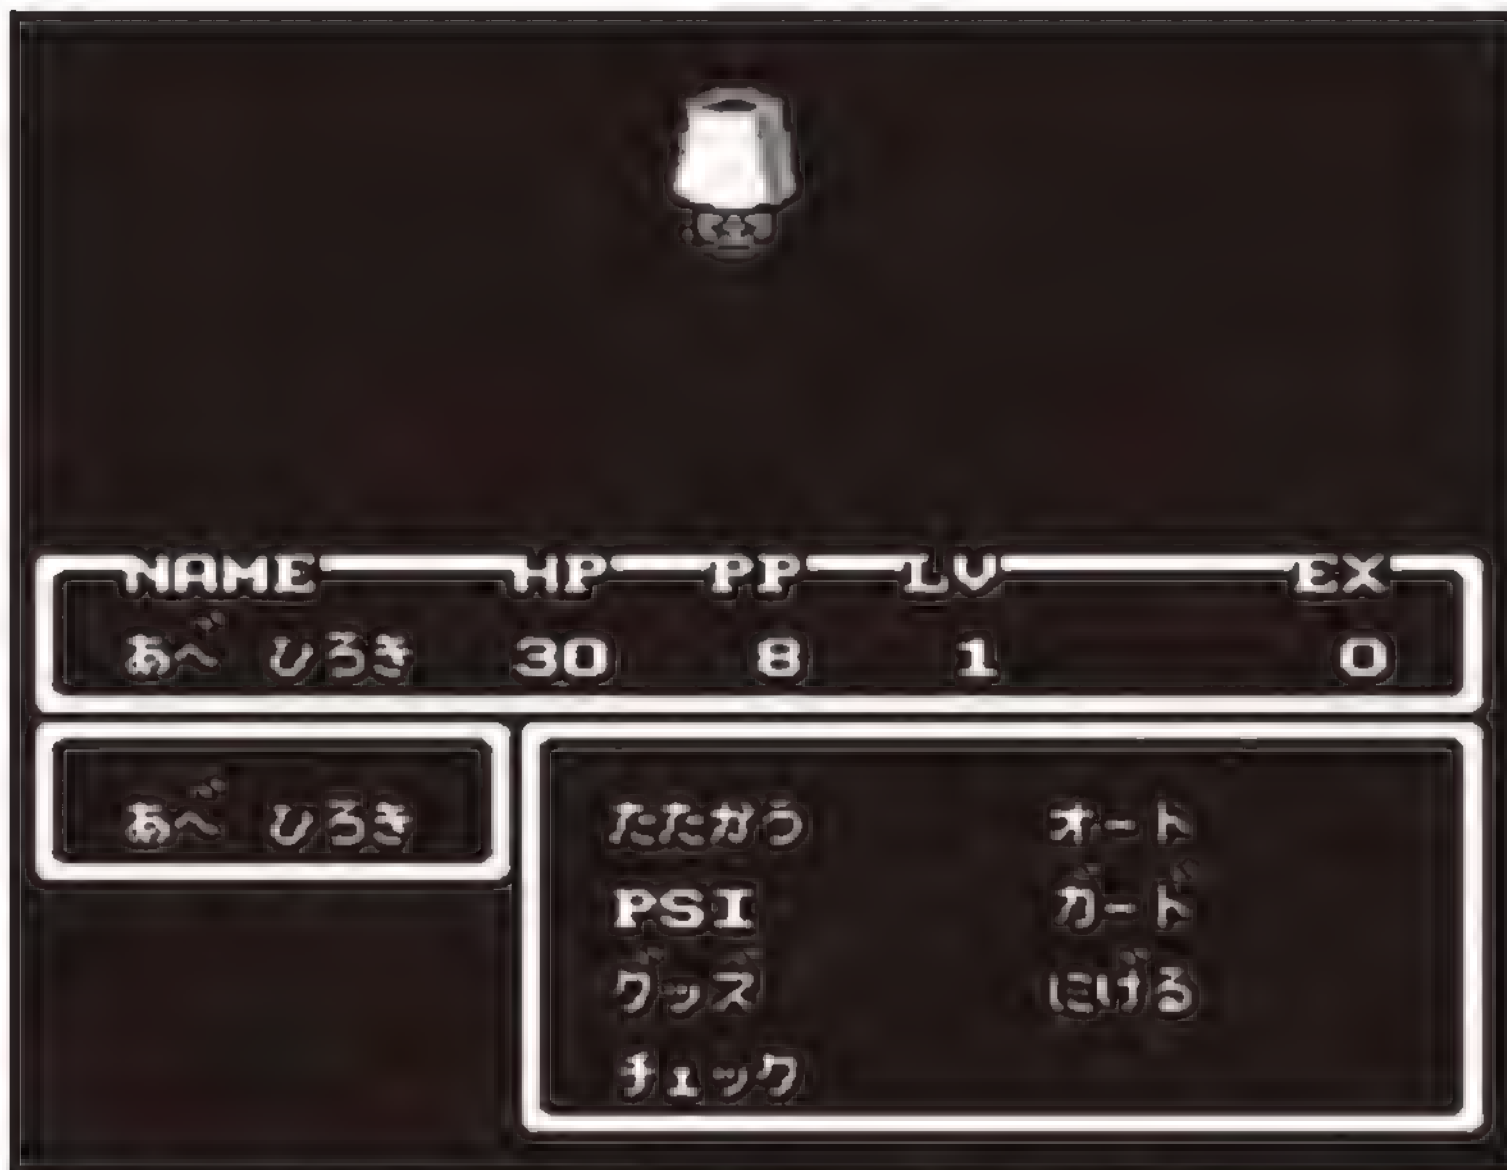 NAME HP PP LV EX
あべ ひろき 30 8 1 0
あべ ひろき
たたかう オート
PSI ガード
グッズ にげる
チェック